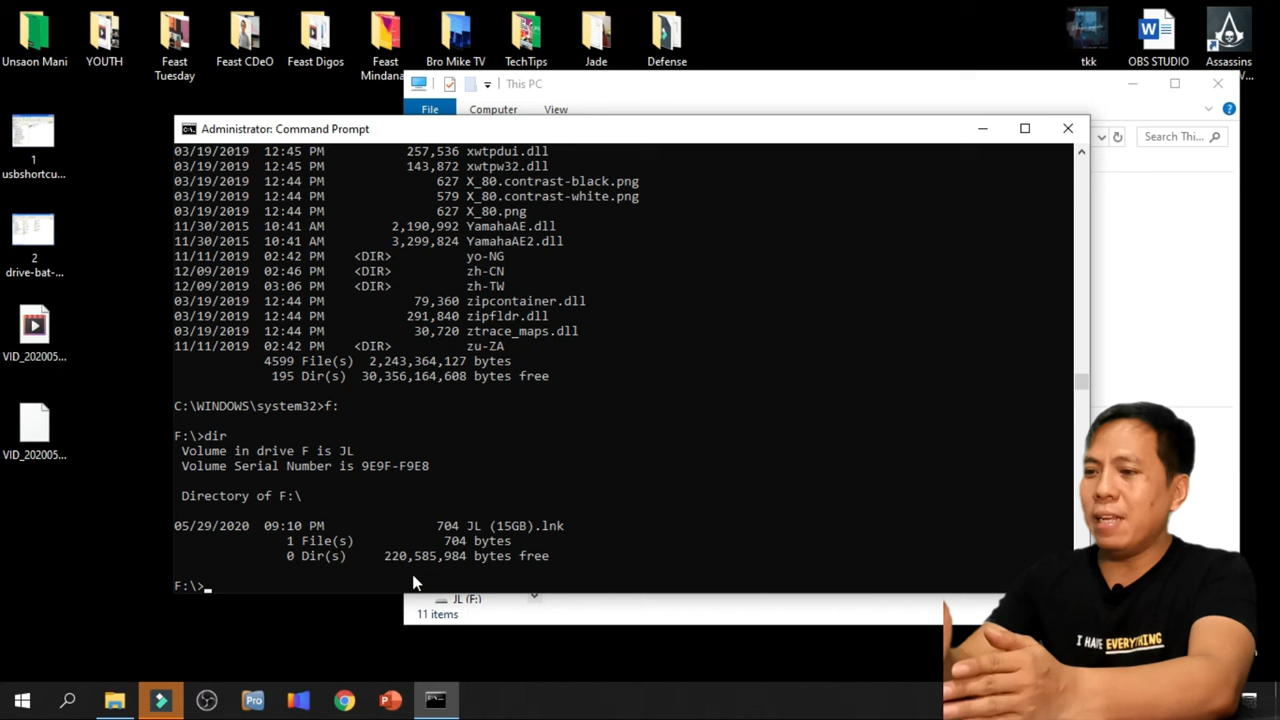 Unsaon Mani
YOUTH
Feast
Tuesday
Feast CDeO
Feast Digos
Feast
Mindana
Bro Mike TV
TechTips
Jade
Defense
tkk
OBS STUDIO
Assassins
V...
This PC
File
Computer
View
Search Thi...
1
usbshortcu...
2
drive-bat-...
VID_202005...
VID_202005...
Administrator: Command Prompt
03/19/2019 12:45 PM 257,536 xwtpdui.dll
03/19/2019 12:45 PM 143,872 xwtpw32.dll
03/19/2019 12:44 PM 627 X_80.contrast-black.png
03/19/2019 12:44 PM 579 X_80.contrast-white.png
03/19/2019 12:44 PM 627 X_80.png
11/30/2015 10:41 AM 2,190,992 YamahaAE.dll
11/30/2015 10:41 AM 3,299,824 YamahaAE2.dll
11/11/2019 02:42 PM <DIR> yo-NG
12/09/2019 02:46 PM <DIR> zh-CN
12/09/2019 03:06 PM <DIR> zh-TW
03/19/2019 12:44 PM 79,360 zipcontainer.dll
03/19/2019 12:44 PM 291,840 zipfldr.dll
03/19/2019 12:44 PM 30,720 ztrace_maps.dll
11/11/2019 02:42 PM <DIR> zu-ZA
4599 File(s) 2,243,364,127 bytes
195 Dir(s) 30,356,164,608 bytes free
C:\WINDOWS\system32>f:
F:\>dir
Volume in drive F is JL
Volume Serial Number is 9E9F-F9E8
Directory of F:\
05/29/2020 09:10 PM 704 JL (15GB).lnk
1 File(s) 704 bytes
0 Dir(s) 220,585,984 bytes free
F:\>
JL (F:)
11 items
I HAVE EVERYTHING
Pro